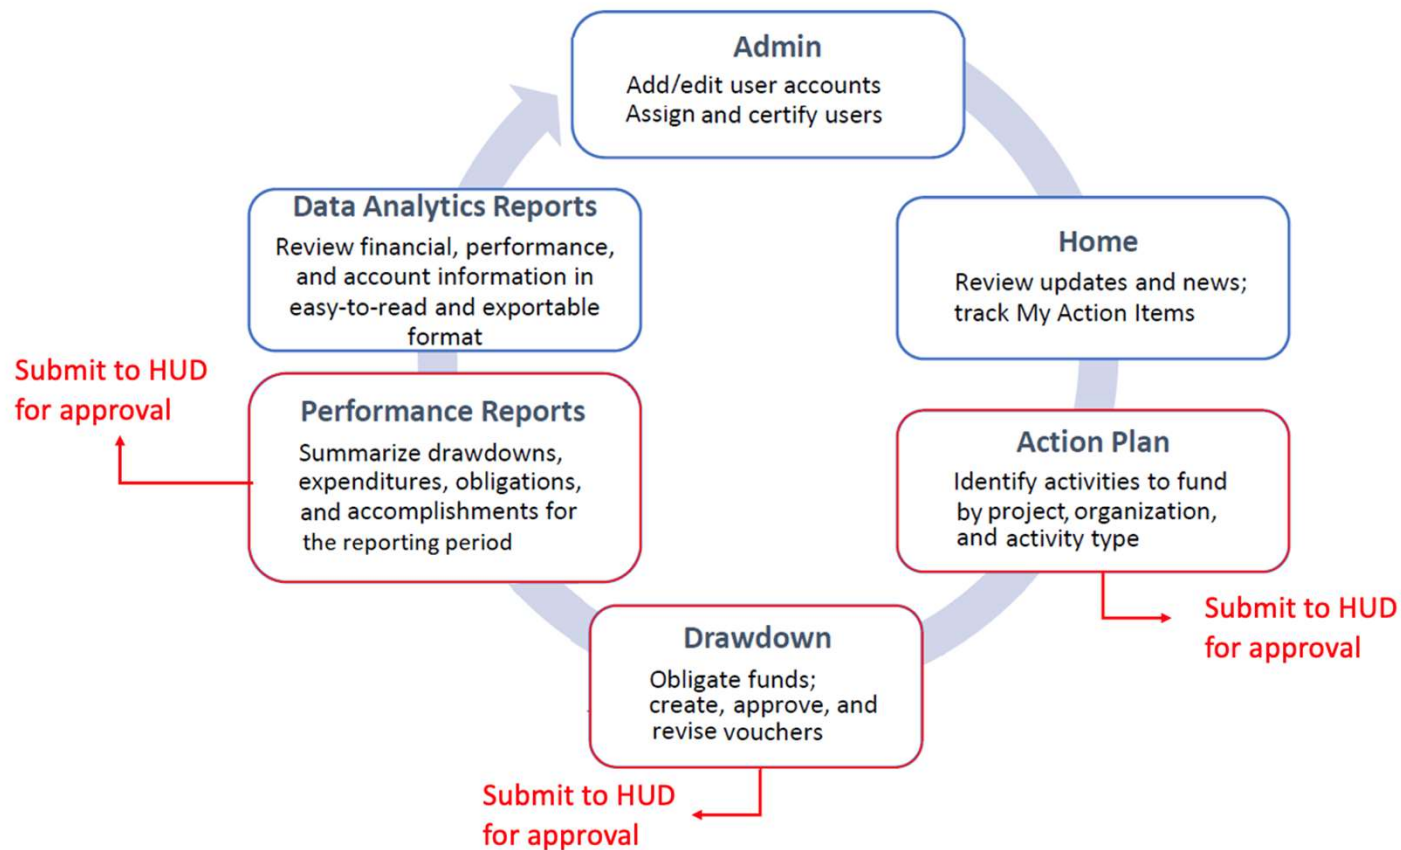 Admin
Add/edit user accounts
Assign and certify users
Home
Review updates and news;
track My Action Items
Action Plan
Identify activities to fund
by project, organization,
and activity type
Submit to HUD
for approval
Drawdown
Obligate funds;
create, approve, and
revise vouchers
Submit to HUD
for approval
Performance Reports
Summarize drawdowns,
expenditures, obligations,
and accomplishments for
the reporting period
Submit to HUD
for approval
Data Analytics Reports
Review financial, performance,
and account information in
easy-to-read and exportable
format